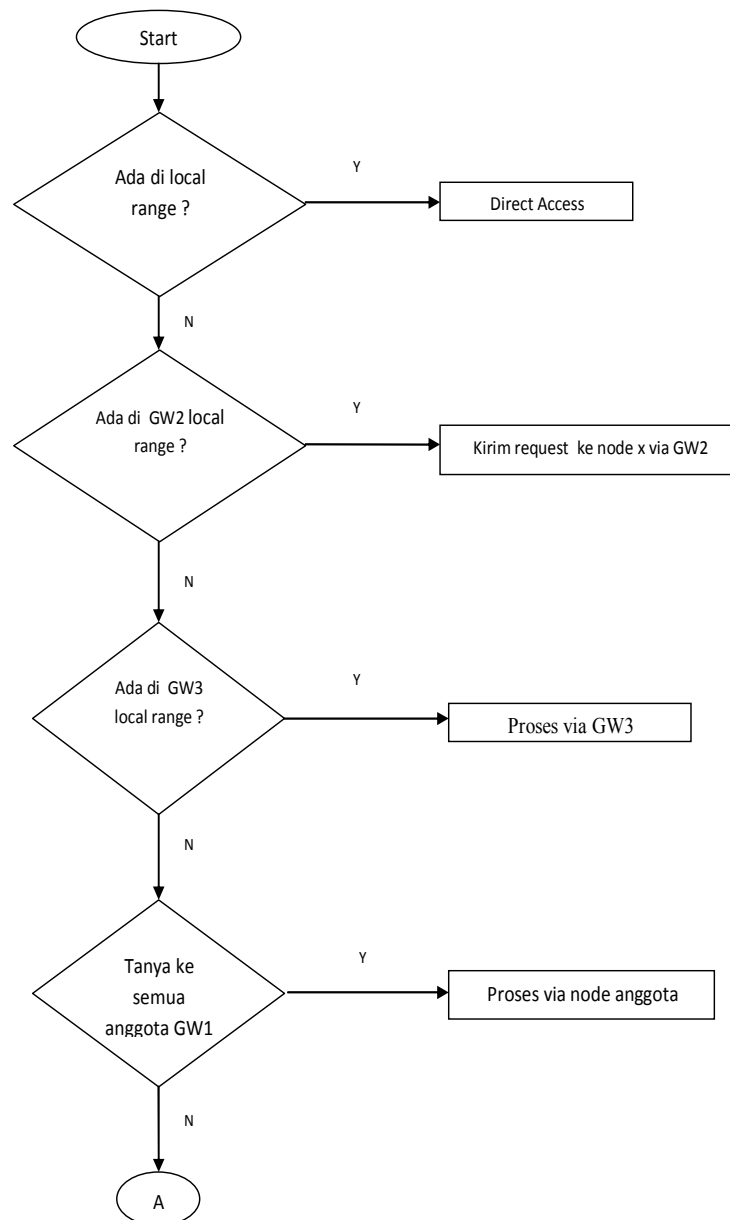 Start
Ada di local
range ?
Y
Direct Access
N
Ada di GW2 local
range ?
Y
Kirim request ke node x via GW2
N
Ada di GW3
local range ?
Y
Proses via GW3
N
Tanya ke
semua
anggota GW1
Y
Proses via node anggota
N
A